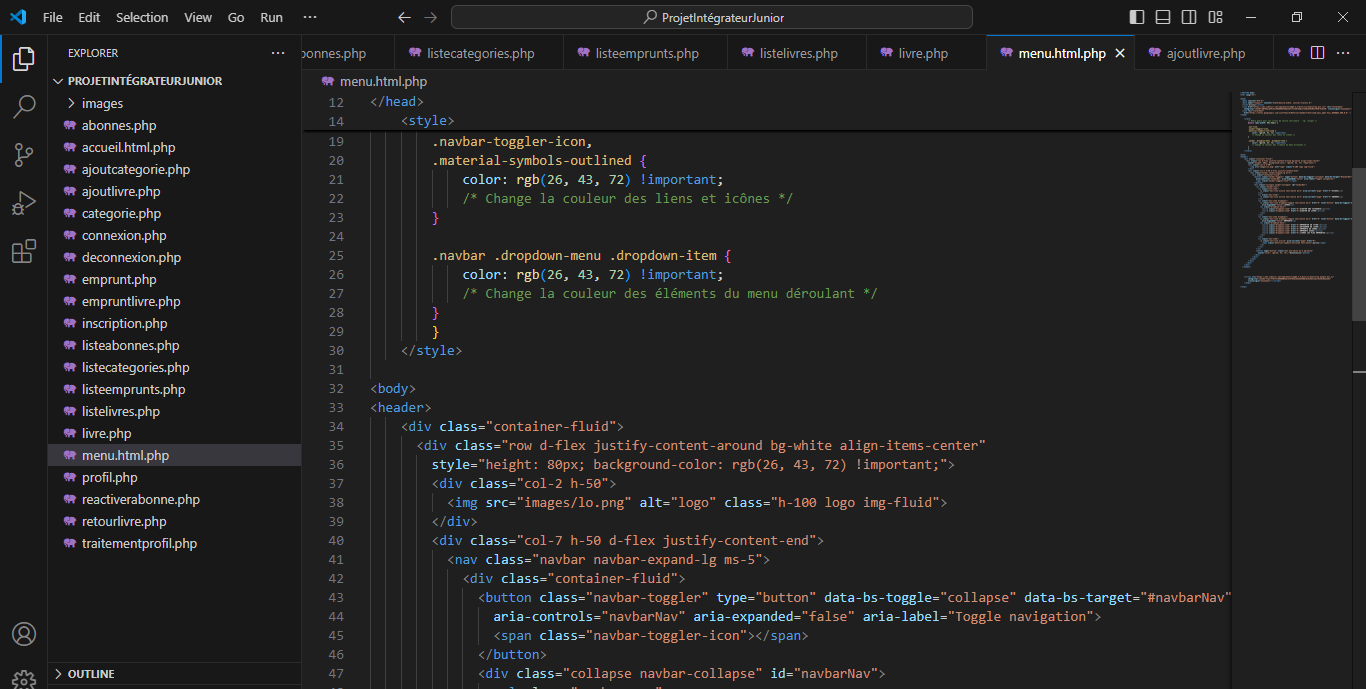 File Edit Selection View Go Run ··· ProjetIntégrateurJunior
EXPLORER ···
PROJETINTÉGRATEURJUNIOR
images
abonnes.php
accueil.html.php
ajoutcategorie.php
ajoutlivre.php
categorie.php
connexion.php
deconnexion.php
emprunt.php
empruntlivre.php
inscription.php
listeabonnes.php
listecategories.php
listeemprunts.php
listelivres.php
livre.php
menu.html.php
profil.php
reactiverabonne.php
retourlivre.php
traitementprofil.php
OUTLINE
onnes.php listecategories.php listeemprunts.php listelivres.php livre.php menu.html.php ajoutlivre.php ···
menu.html.php
12 </head>
14 <style>
19 .navbar-toggler-icon,
20 .material-symbols-outlined {
21 color: rgb(26, 43, 72) !important;
22 /* Change la couleur des liens et icônes */
23 }
24
25 .navbar .dropdown-menu .dropdown-item {
26 color: rgb(26, 43, 72) !important;
27 /* Change la couleur des éléments du menu déroulant */
28 }
29 }
30 </style>
31
32 <body>
33 <header>
34 <div class="container-fluid">
35 <div class="row d-flex justify-content-around bg-white align-items-center"
36 style="height: 80px; background-color: rgb(26, 43, 72) !important;">
37 <div class="col-2 h-50">
38 <img src="images/lo.png" alt="logo" class="h-100 logo img-fluid">
39 </div>
40 <div class="col-7 h-50 d-flex justify-content-end">
41 <nav class="navbar navbar-expand-lg ms-5">
42 <div class="container-fluid">
43 <button class="navbar-toggler" type="button" data-bs-toggle="collapse" data-bs-target="#navbarNav"
44 aria-controls="navbarNav" aria-expanded="false" aria-label="Toggle navigation">
45 <span class="navbar-toggler-icon"></span>
46 </button>
47 <div class="collapse navbar-collapse" id="navbarNav">